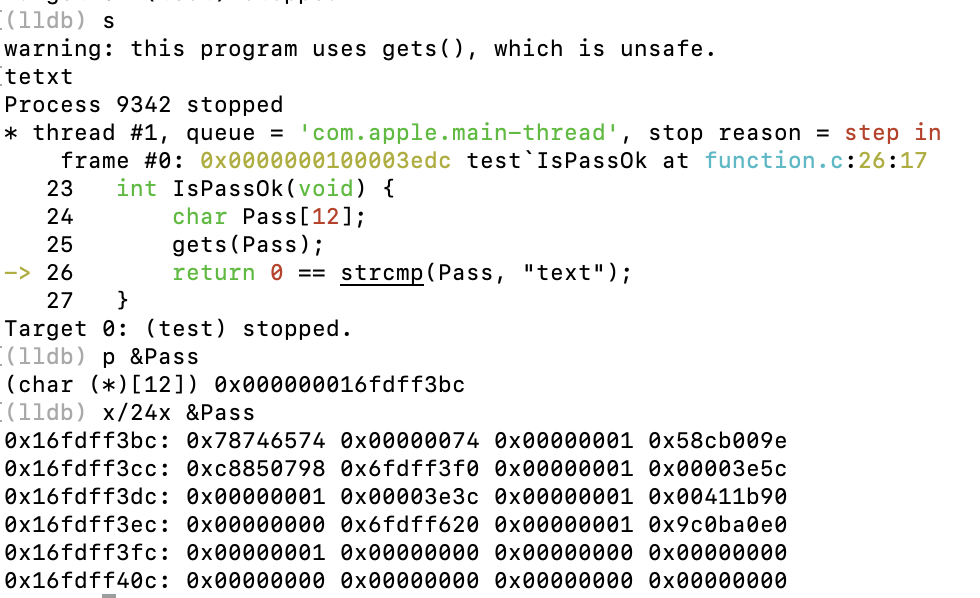 (lldb) s
warning: this program uses gets(), which is unsafe.
tetxt
Process 9342 stopped
* thread #1, queue = 'com.apple.main-thread', stop reason = step in
frame #0: 0x0000000100003edc test`IsPassOk at function.c:26:17
23 int IsPassOk(void) {
24 char Pass[12];
25 gets(Pass);
-> 26 return 0 == strcmp(Pass, "text");
27 }
Target 0: (test) stopped.
(lldb) p &Pass
(char (*)[12]) 0x000000016fdff3bc
(lldb) x/24x &Pass
0x16fdff3bc: 0x78746574 0x00000074 0x00000001 0x58cb009e
0x16fdff3cc: 0xc8850798 0x6fdff3f0 0x00000001 0x00003e5c
0x16fdff3dc: 0x00000001 0x00003e3c 0x00000001 0x00411b90
0x16fdff3ec: 0x00000000 0x6fdff620 0x00000001 0x9c0ba0e0
0x16fdff3fc: 0x00000001 0x00000000 0x00000000 0x00000000
0x16fdff40c: 0x00000000 0x00000000 0x00000000 0x00000000